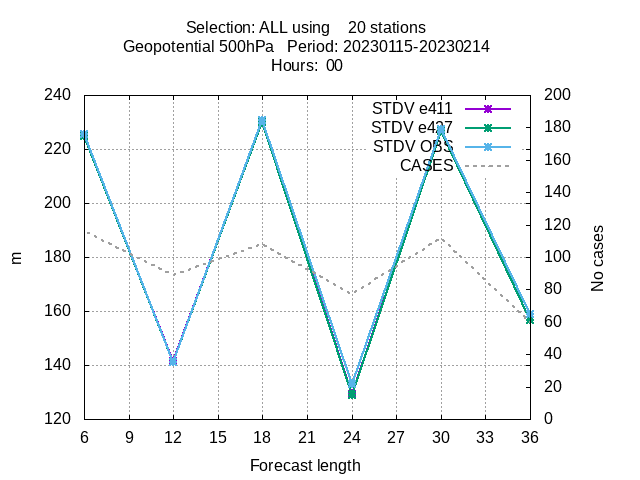 Selection: ALL using    20 stations
Geopotential 500hPa   Period: 20230115-20230214
Hours:  00
240 200
STDV e411
STDV e427 180
220 STDV OBS
CASES 160
200 140
120
m 180 100 No cases
80
160 60
140 40
20
120 0
6 9 12 15 18 21 24 27 30 33 36
Forecast length